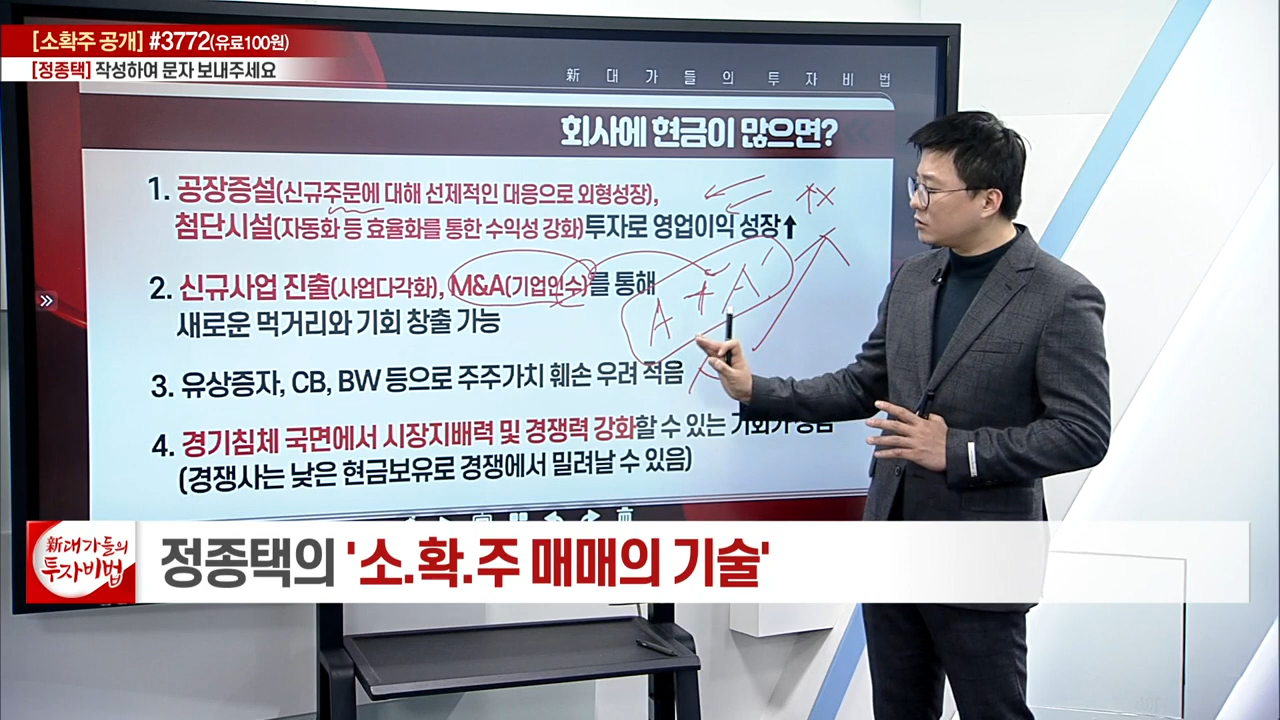 [소확주 공개] #3772(유료100원)
[정종택] 작성하여 문자 보내주세요
新 대 가 들 의 투 자 비 법
회사에 현금이 많으면?
1. 공장증설(신규주문에 대해 선제적인 대응으로 외형성장),
첨단시설(자동화 등 효율화를 통한 수익성 강화)투자로 영업이익 성장↑
2. 신규사업 진출(사업다각화), M&A(기업인수)를 통해
새로운 먹거리와 기회 창출 가능
A + A'
3. 유상증자, CB, BW 등으로 주주가치 훼손 우려 적음
4. 경기침체 국면에서 시장지배력 및 경쟁력 강화할 수 있는 기회가
(경쟁사는 낮은 현금보유로 경쟁에서 밀려날 수 있음)
新대가들의
투자비법
정종택의 '소.확.주 매매의 기술'